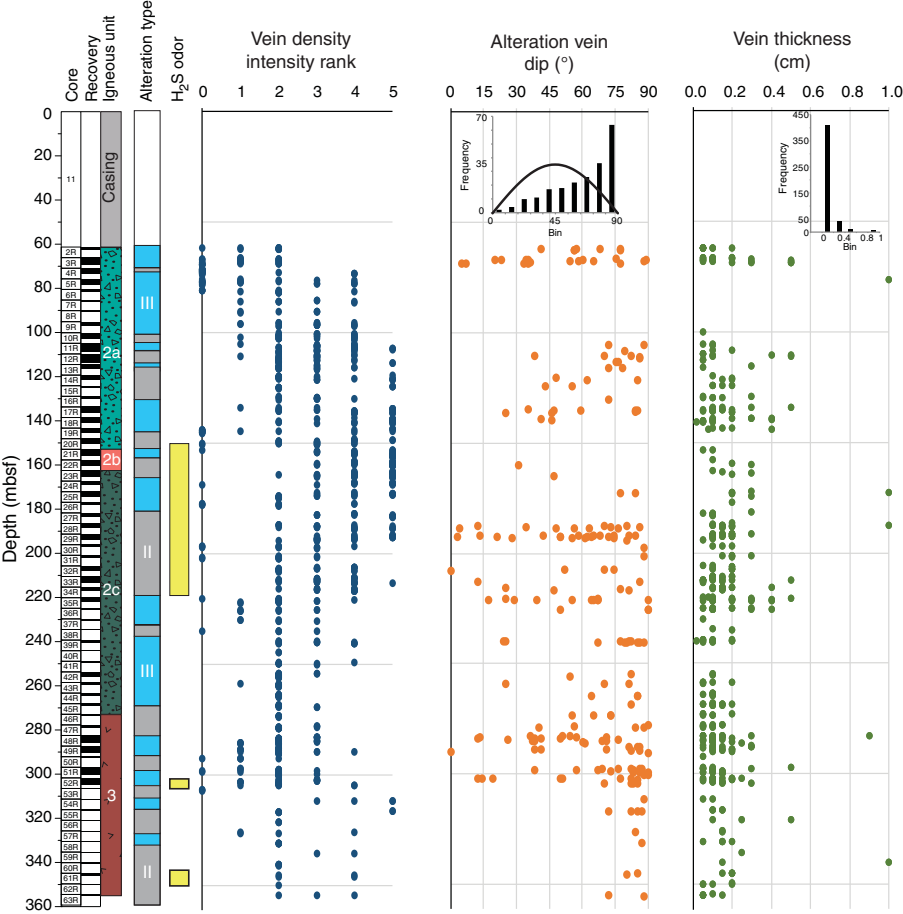 Vein density
intensity rank
Alteration vein
dip (°)
Vein thickness
(cm)
Core
Recovery
Igneous unit
Alteration type
H2S odor
0 1 2 3 4 5
0 15 30 45 60 75 90
0.0 0.2 0.4 0.6 0.8 1.0
Depth (mbsf)
0
20
40
60
80
100
120
140
160
180
200
220
240
260
280
300
320
340
360
11
2R
3R
4R
5R
6R
7R
8R
9R
10R
11R
12R
13R
14R
15R
16R
17R
18R
19R
20R
21R
22R
23R
24R
25R
26R
27R
28R
29R
30R
31R
32R
33R
34R
35R
36R
37R
38R
39R
40R
41R
42R
43R
44R
45R
46R
47R
48R
49R
50R
51R
52R
53R
54R
55R
56R
57R
58R
59R
60R
61R
62R
63R
Casing
2a
2b
2c
3
III
II
III
II
Frequency
70
35
0
0 45 90
Bin
Frequency
450
350
250
150
50
0
0 0.4 0.8 1
Bin